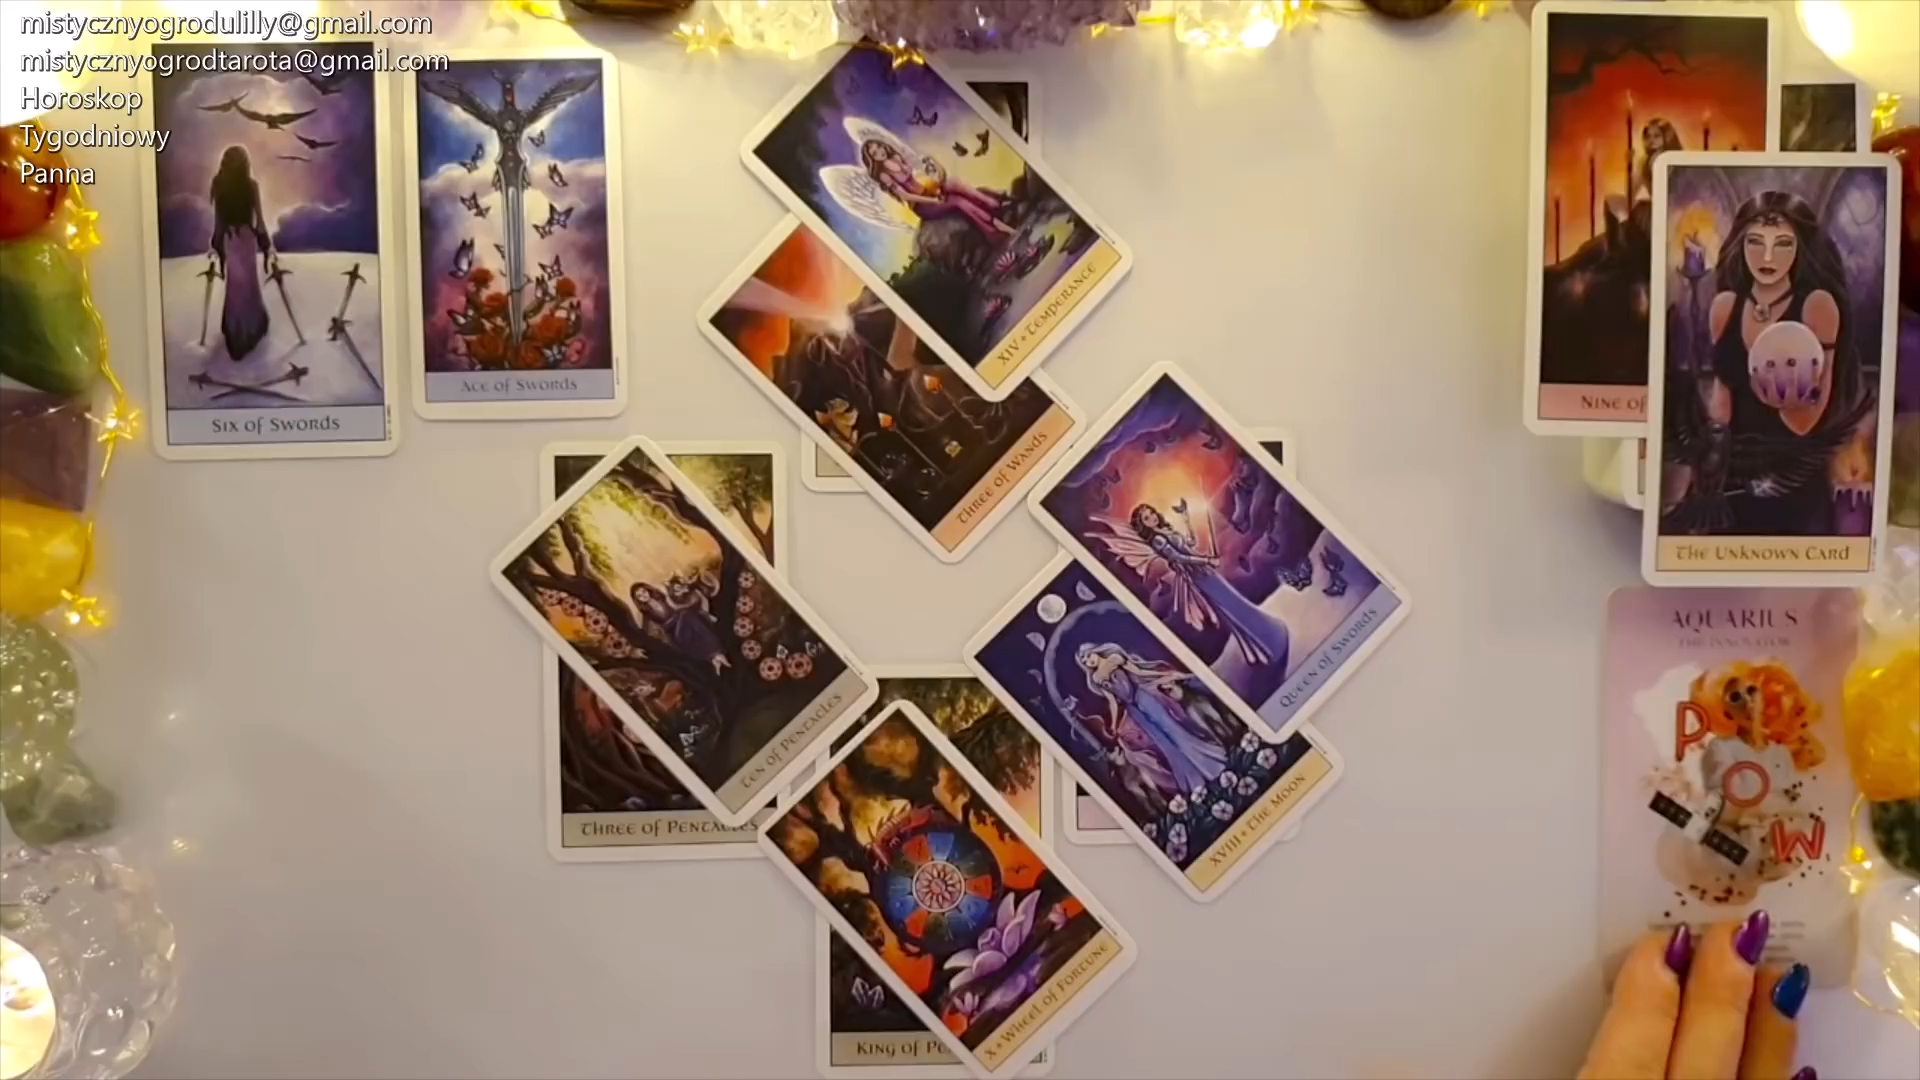 mistycznyogrodulilly@gmail.com
mistycznyogrodtarota@gmail.com
Horoskop
Tygodniowy
Panna
Six of Swords
Ace of Swords
XIV Temperance
Three of Wands
Queen of Swords
XVIII The Moon
Ten of Pentacles
Three of Pentacles
X Wheel of Fortune
King of
Nine of
The Unknown Card
AQUARIUS
THE INNOVATOR
POW